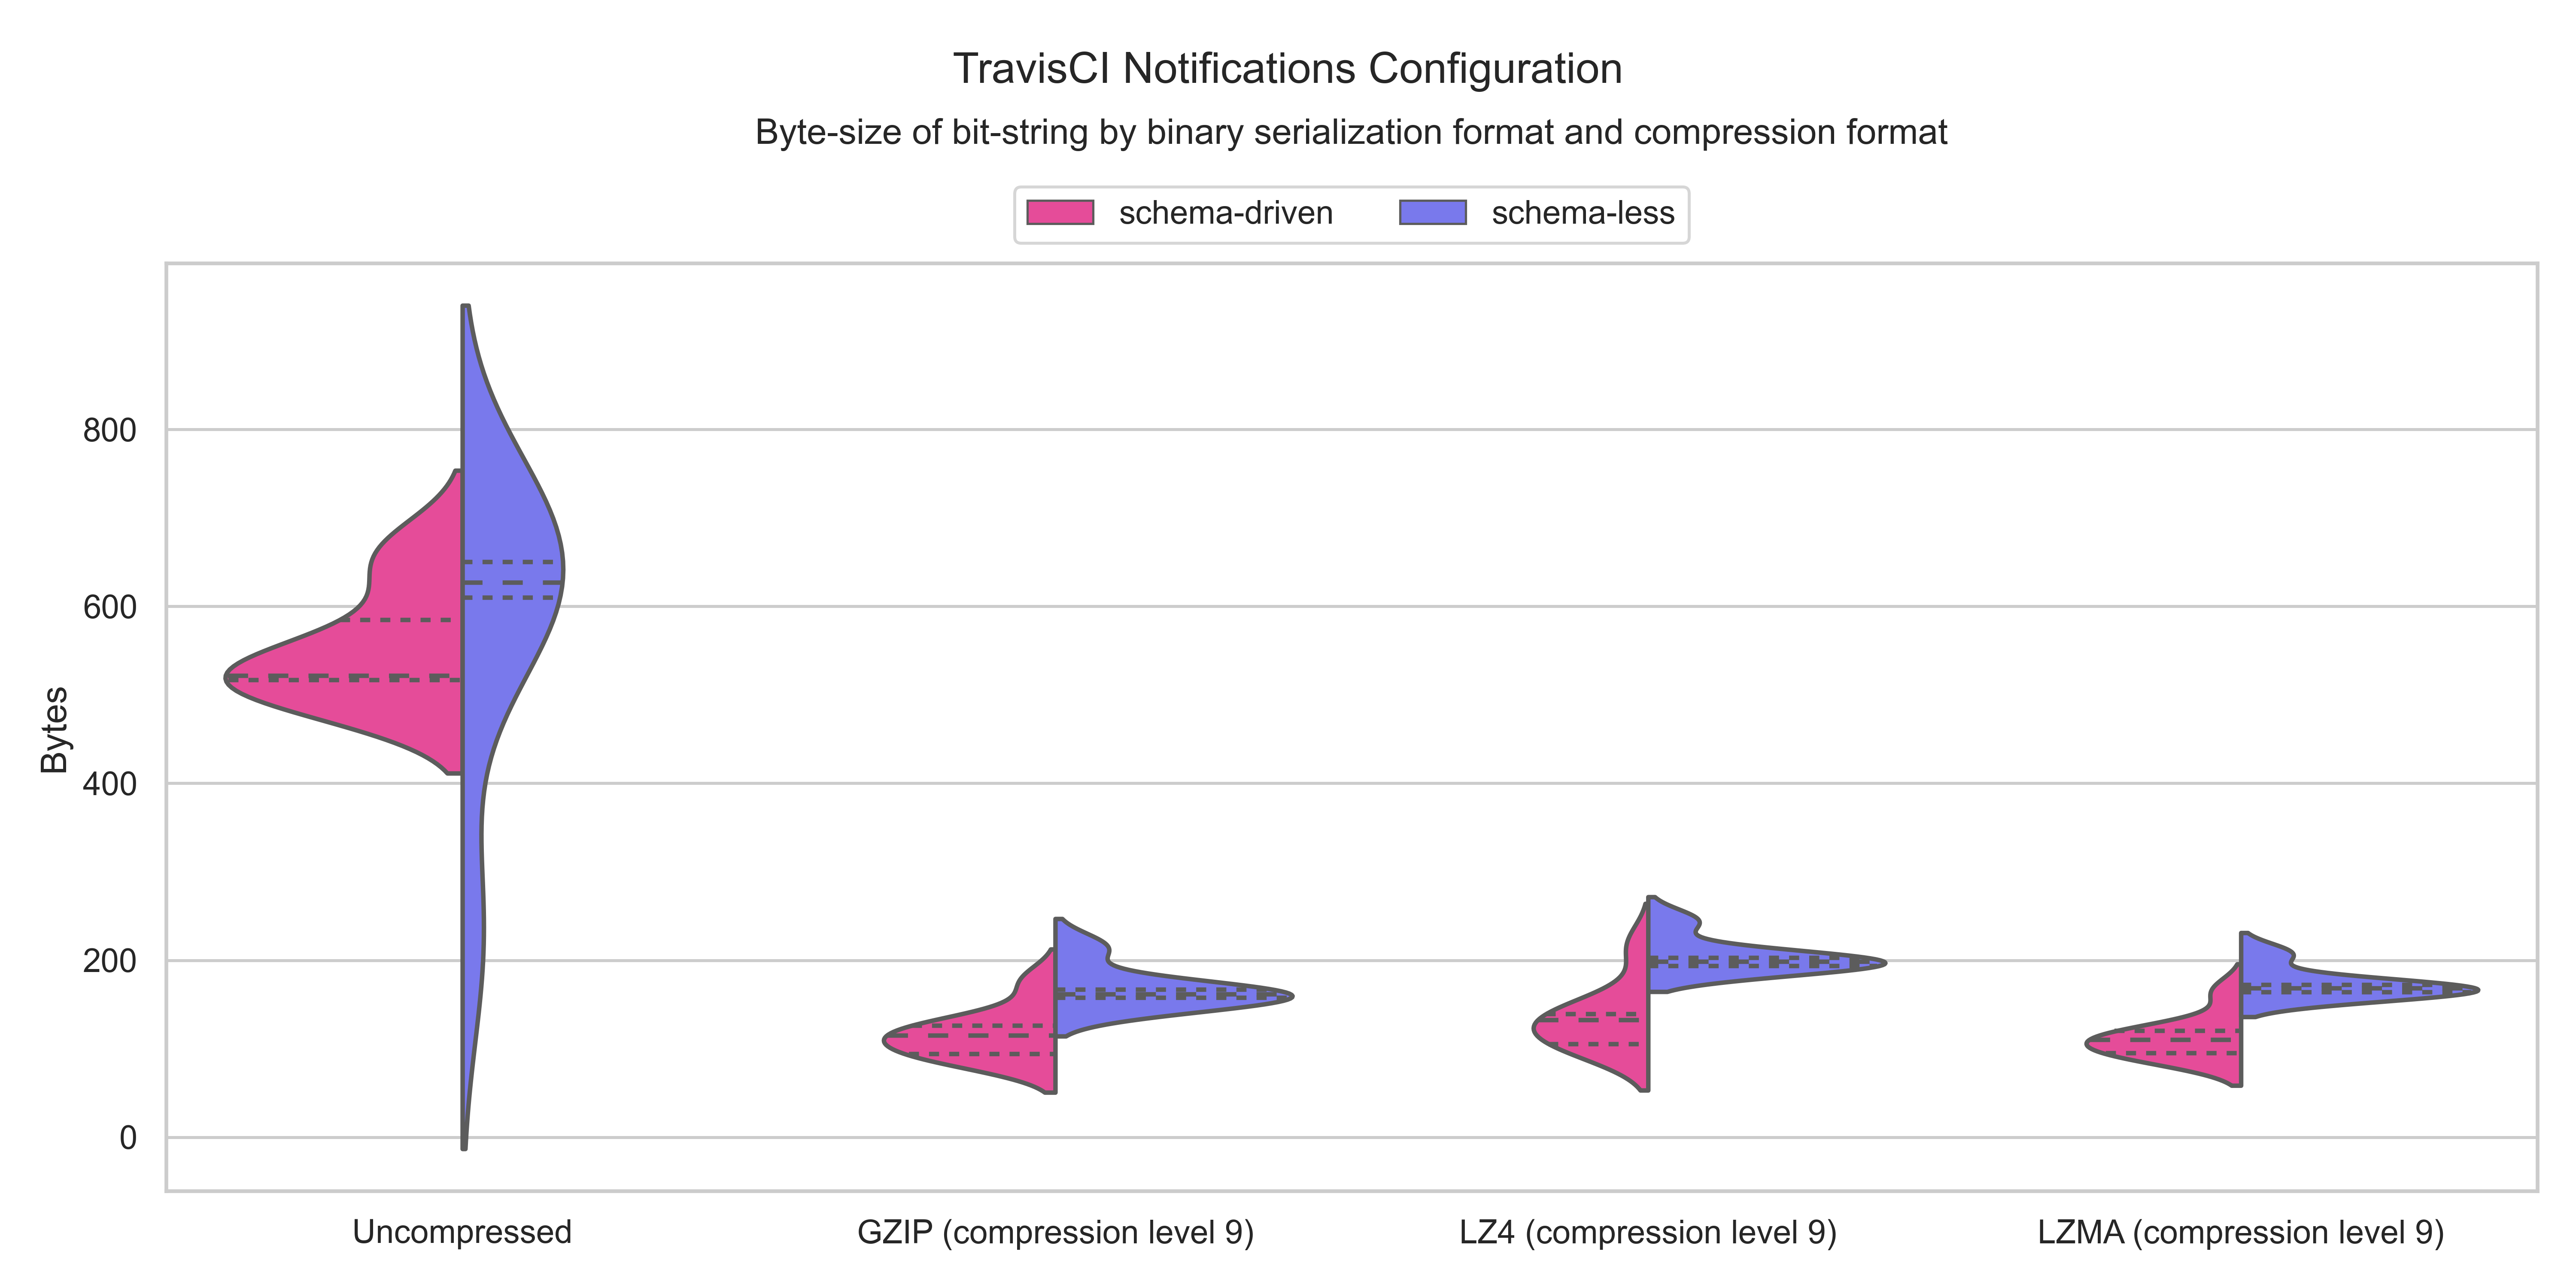 TravisCI Notifications Configuration
Byte-size of bit-string by binary serialization format and compression format
schema-driven schema-less
Bytes
800
600
400
200
0
Uncompressed GZIP (compression level 9) LZ4 (compression level 9) LZMA (compression level 9)